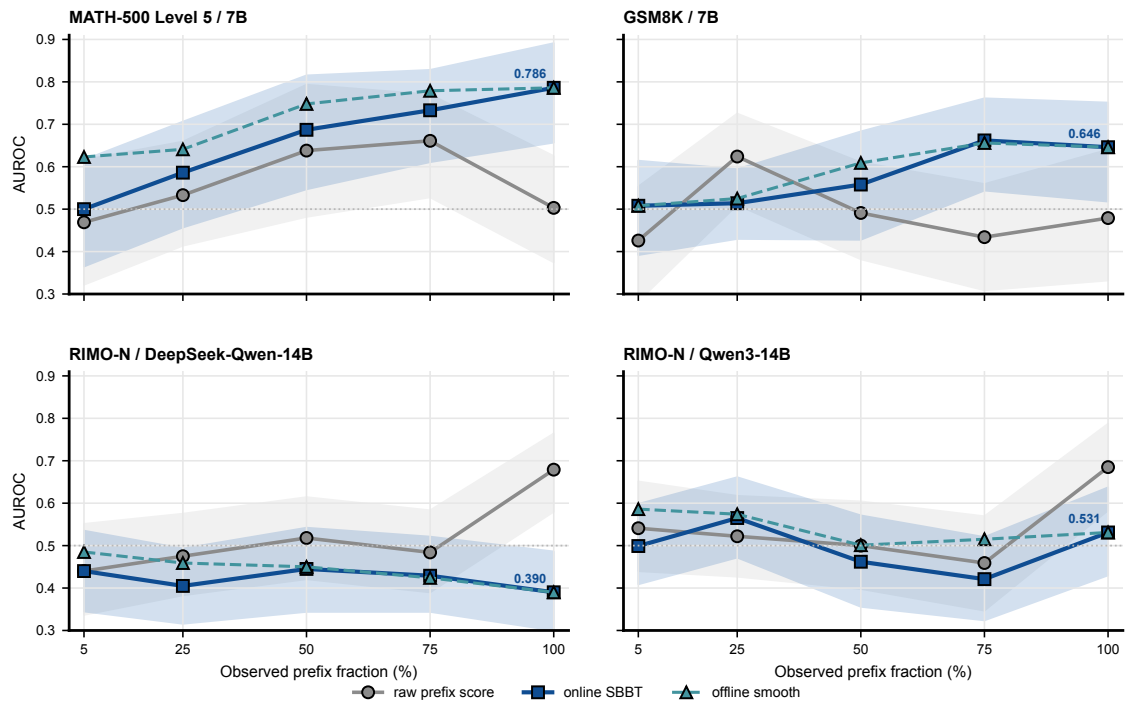 MATH-500 Level 5 / 7B
GSM8K / 7B
0.9
0.8
0.7
0.6
0.5
0.4
0.3
AUROC
0.786
0.646
RIMO-N / DeepSeek-Qwen-14B
RIMO-N / Qwen3-14B
0.9
0.8
0.7
0.6
0.5
0.4
0.3
AUROC
0.390
0.531
5 25 50 75 100
5 25 50 75 100
Observed prefix fraction (%)
Observed prefix fraction (%)
raw prefix score online SBBT offline smooth